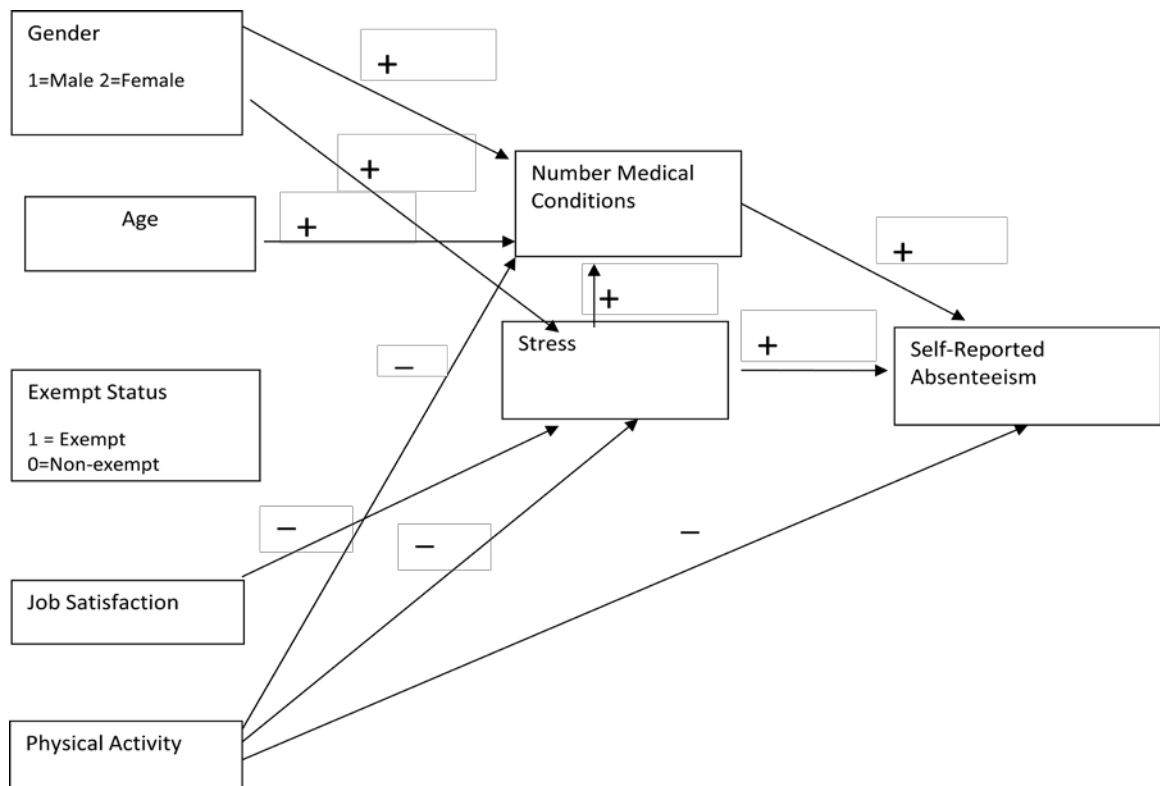 Gender
1=Male 2=Female
+
+
Number Medical
Conditions
Age
+
+
+
+
Stress
Self-Reported
Absenteeism
−
Exempt Status
1 = Exempt
0=Non-exempt
−
−
−
Job Satisfaction
Physical Activity